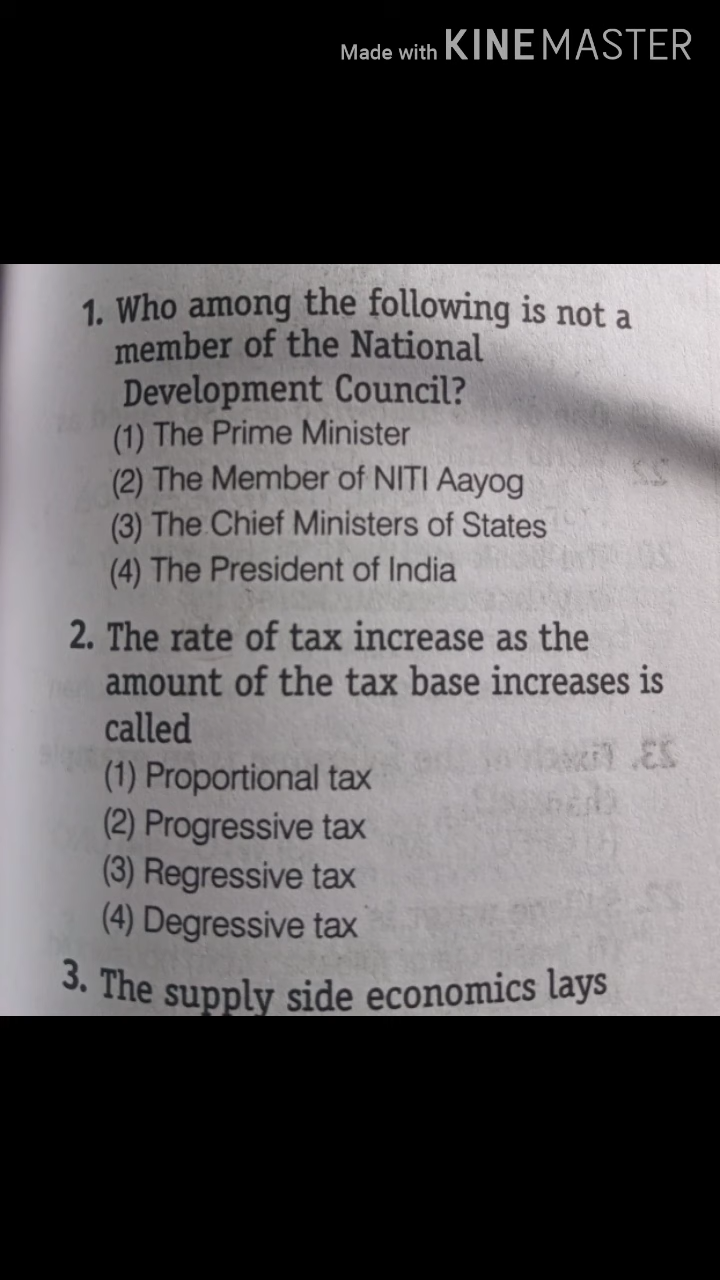 Made with KINEMASTER
1. Who among the following is not a
member of the National
Development Council?
(1) The Prime Minister
(2) The Member of NITI Aayog
(3) The Chief Ministers of States
(4) The President of India
2. The rate of tax increase as the
amount of the tax base increases is
called
(1) Proportional tax
(2) Progressive tax
(3) Regressive tax
(4) Degressive tax
3. The supply side economics lays